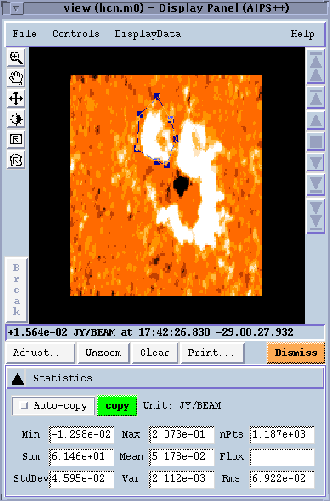 view (hcn.m0) - Display Panel (AIPS++)
File Controls DisplayData Help
Break
+1.564e-02 JY/BEAM at 17:42:26.830 -29.00.27.932
Adjust.. Unzoom Clear Print... Dismiss
Statistics
Auto-copy copy Unit: JY/BEAM
Min -1.298e-02 Max 2.073e-01 nPts 1.187e+03
Sum 6.146e+01 Mean 5.178e-02 Flux
StdDev 4.595e-02 Var 2.112e-03 Rms 6.922e-02